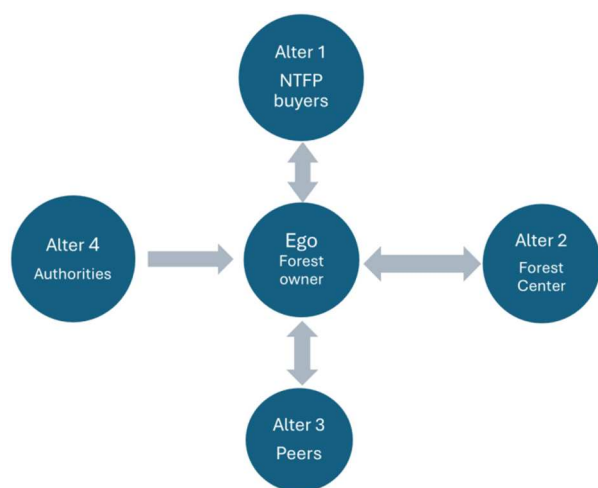 Alter 1
NTFP
buyers
Alter 4
Authorities
Ego
Forest
owner
Alter 2
Forest
Center
Alter 3
Peers